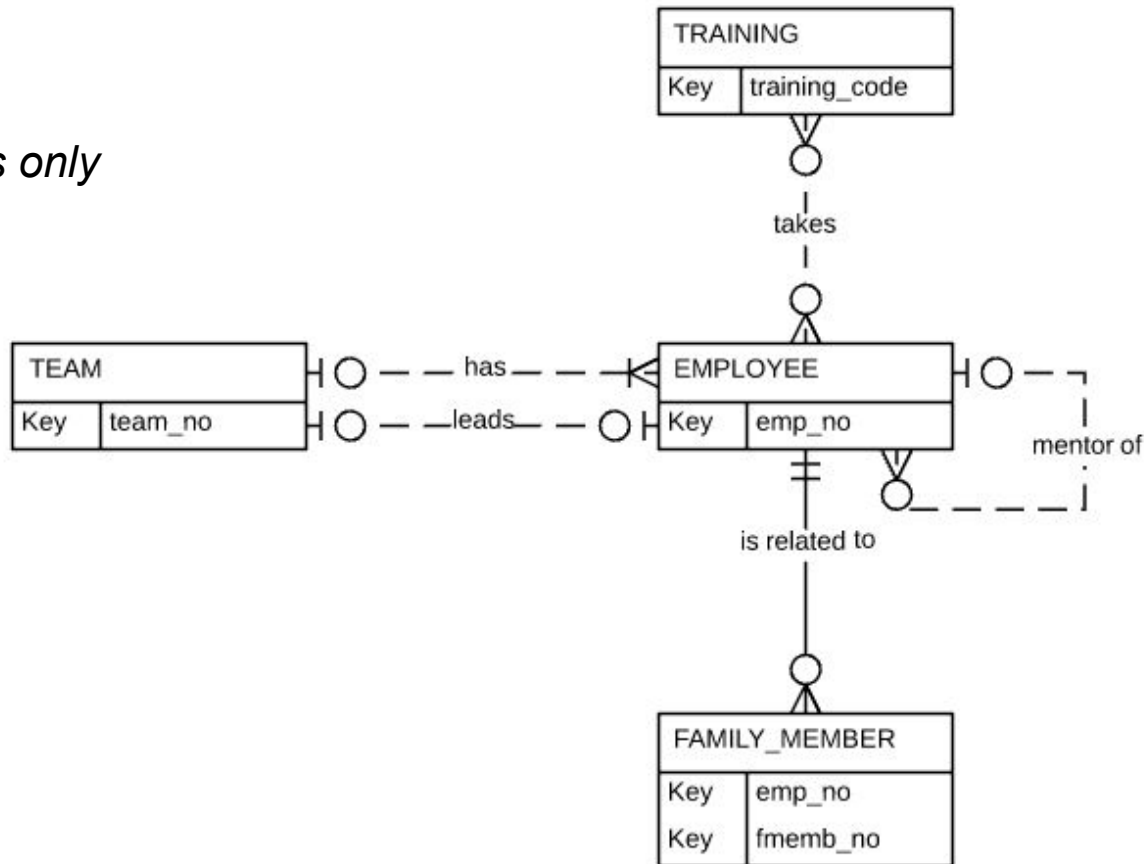 TRAINING
Key training_code
s only
takes
TEAM
Key team_no
has
leads
EMPLOYEE
Key emp_no
mentor of
is related to
FAMILY_MEMBER
Key emp_no
Key fmemb_no